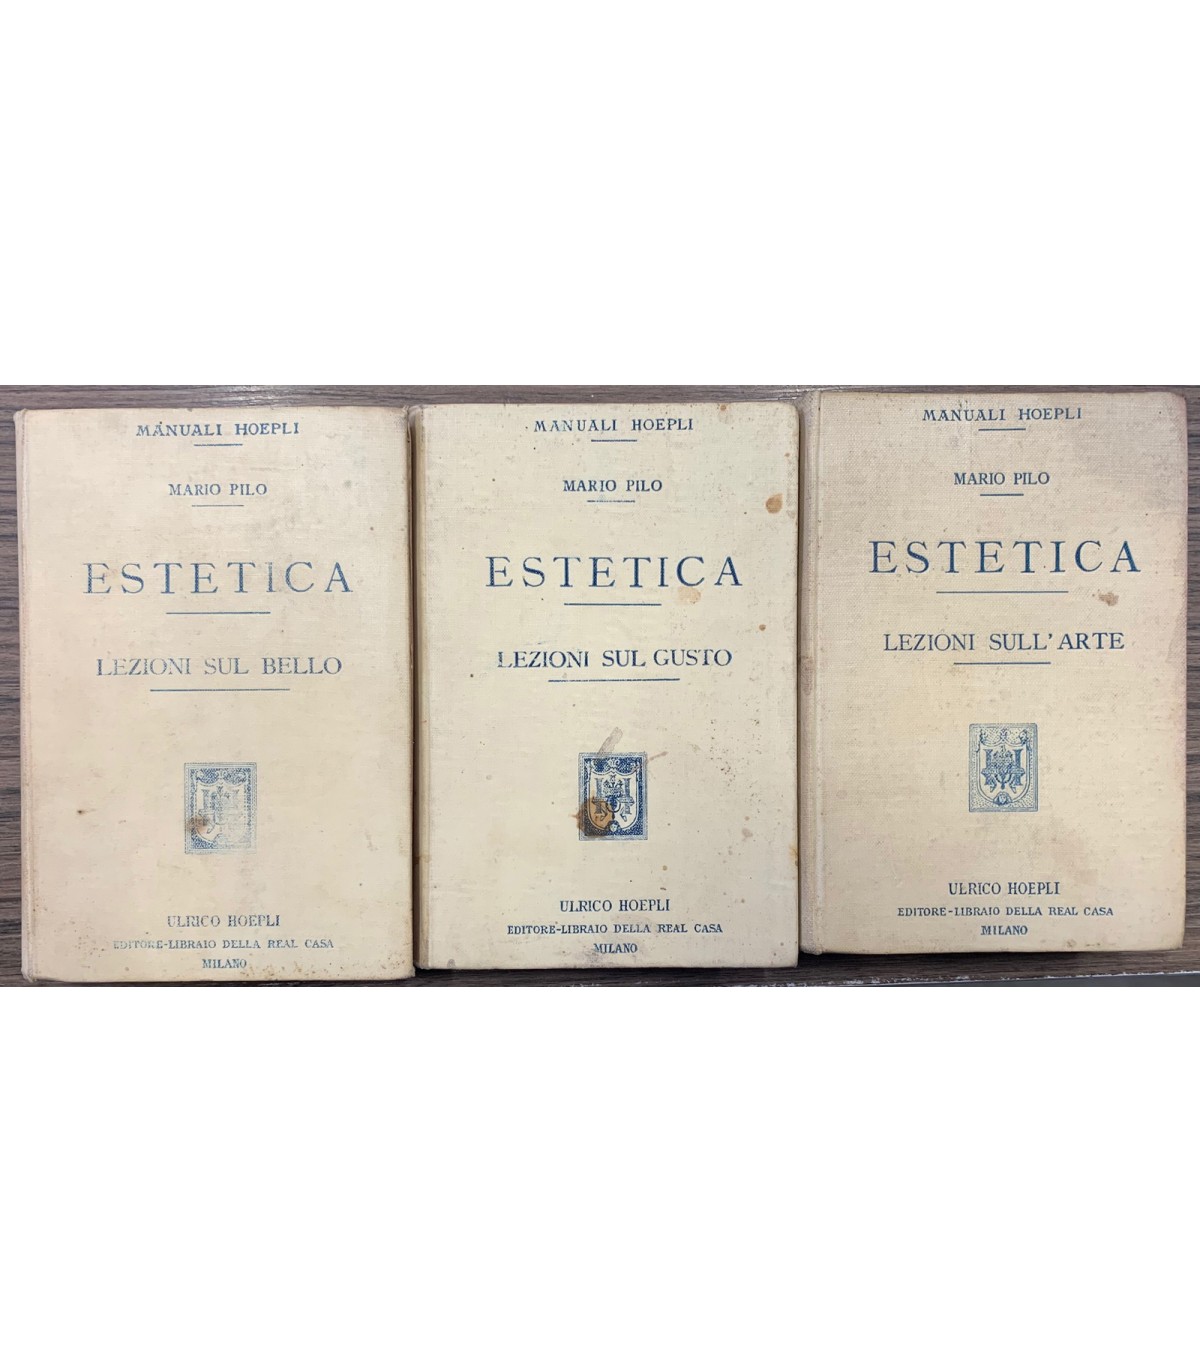 MANUALI HOEPLI
MARIO PILO
ESTETICA
LEZIONI SUL BELLO
ULRICO HOEPLI
EDITORE-LIBRAIO DELLA REAL CASA
MILANO
MANUALI HOEPLI
MARIO PILO
ESTETICA
LEZIONI SUL GUSTO
ULRICO HOEPLI
EDITORE-LIBRAIO DELLA REAL CASA
MILANO
MANUALI HOEPLI
MARIO PILO
ESTETICA
LEZIONI SULL'ARTE
ULRICO HOEPLI
EDITORE-LIBRAIO DELLA REAL CASA
MILANO